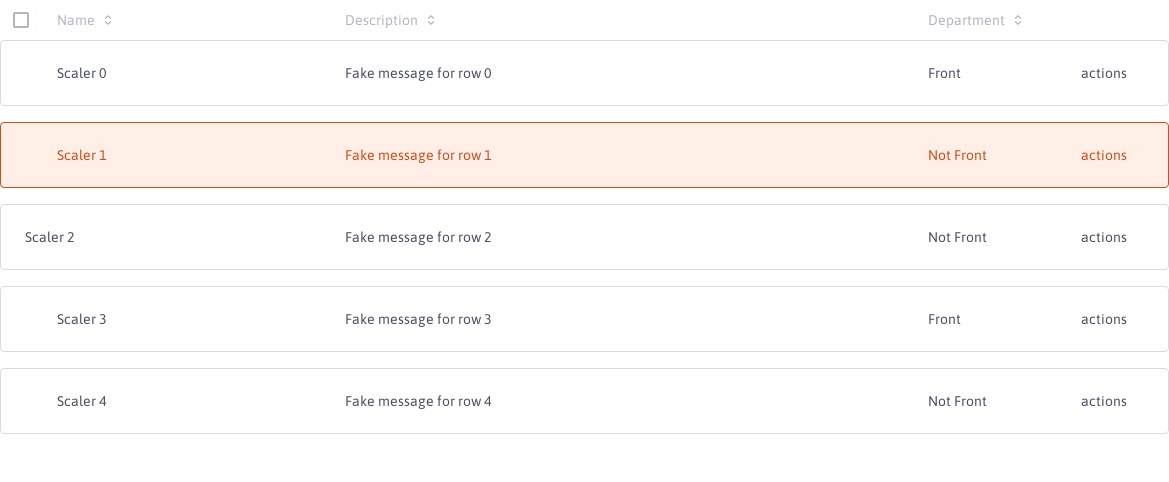 Name Description Department
Scaler 0 Fake message for row 0 Front actions
Scaler 1 Fake message for row 1 Not Front actions
Scaler 2 Fake message for row 2 Not Front actions
Scaler 3 Fake message for row 3 Front actions
Scaler 4 Fake message for row 4 Not Front actions